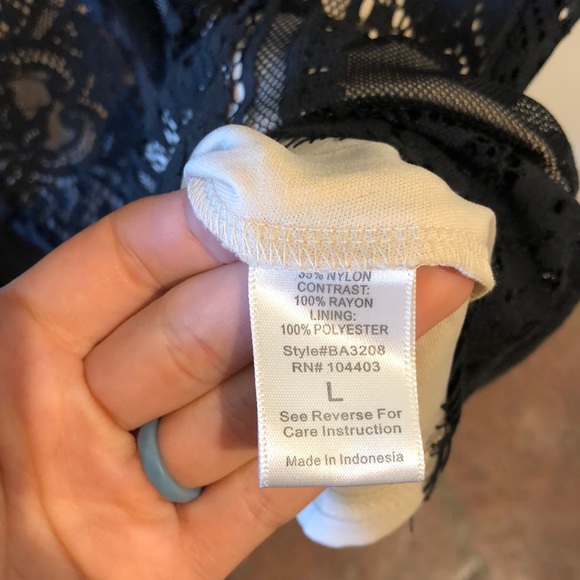 35% NYLON
CONTRAST:
100% RAYON
LINING:
100% POLYESTER
Style#BA3208
RN# 104403
L
See Reverse For
Care Instruction
Made in Indonesia